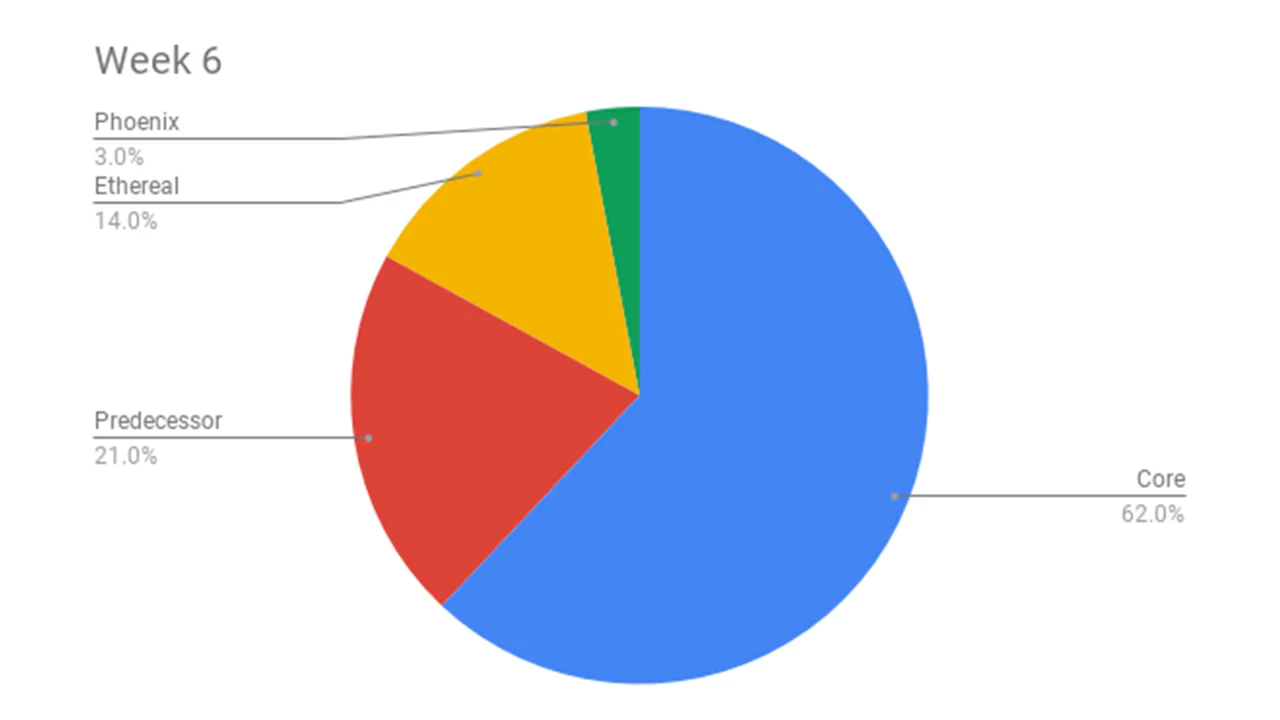 Week 6
Phoenix
3.0%
Ethereal
14.0%
Predecessor
21.0%
Core
62.0%